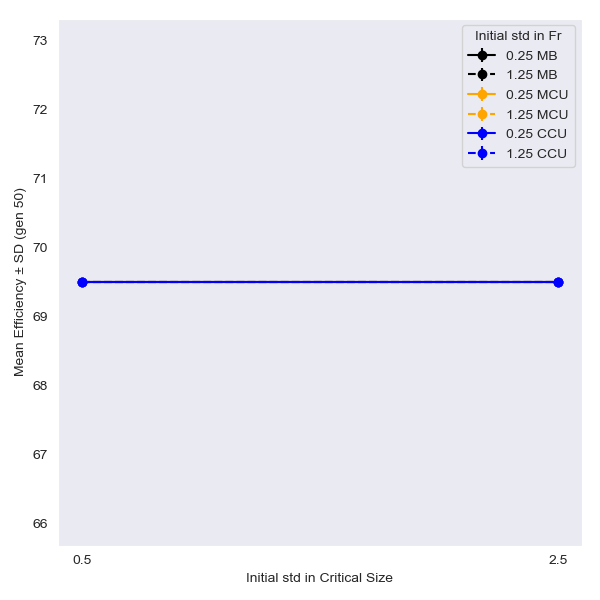 Initial std in Fr
0.25 MB
1.25 MB
0.25 MCU
1.25 MCU
0.25 CCU
1.25 CCU
73
72
71
70
69
68
67
66
Mean Efficiency ± SD (gen 50)
0.5
2.5
Initial std in Critical Size